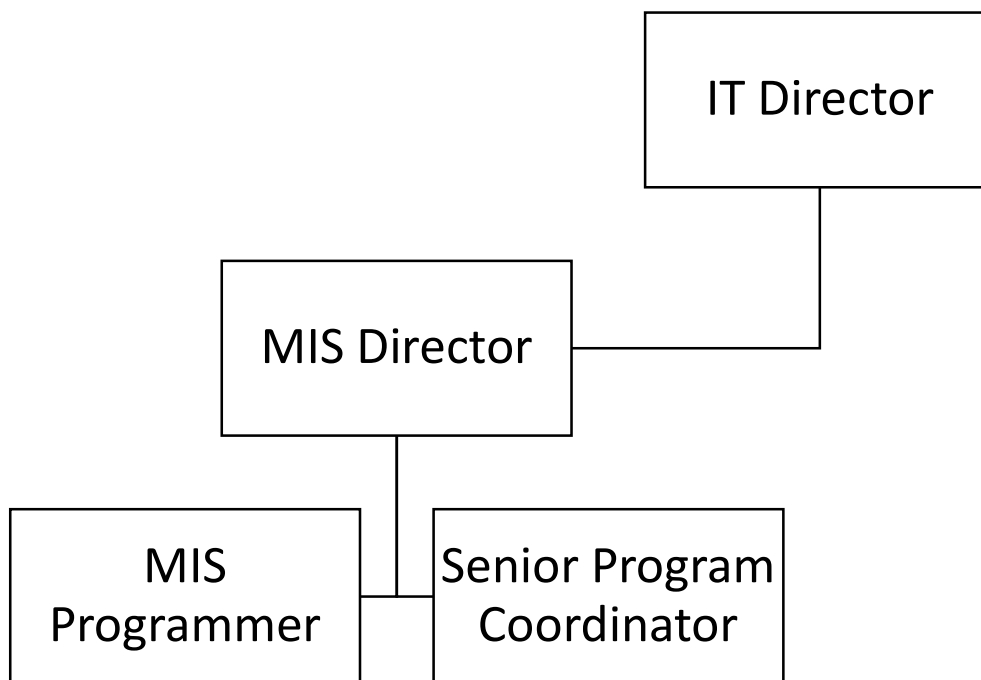 IT Director
MIS Director
MIS
Programmer
Senior Program
Coordinator